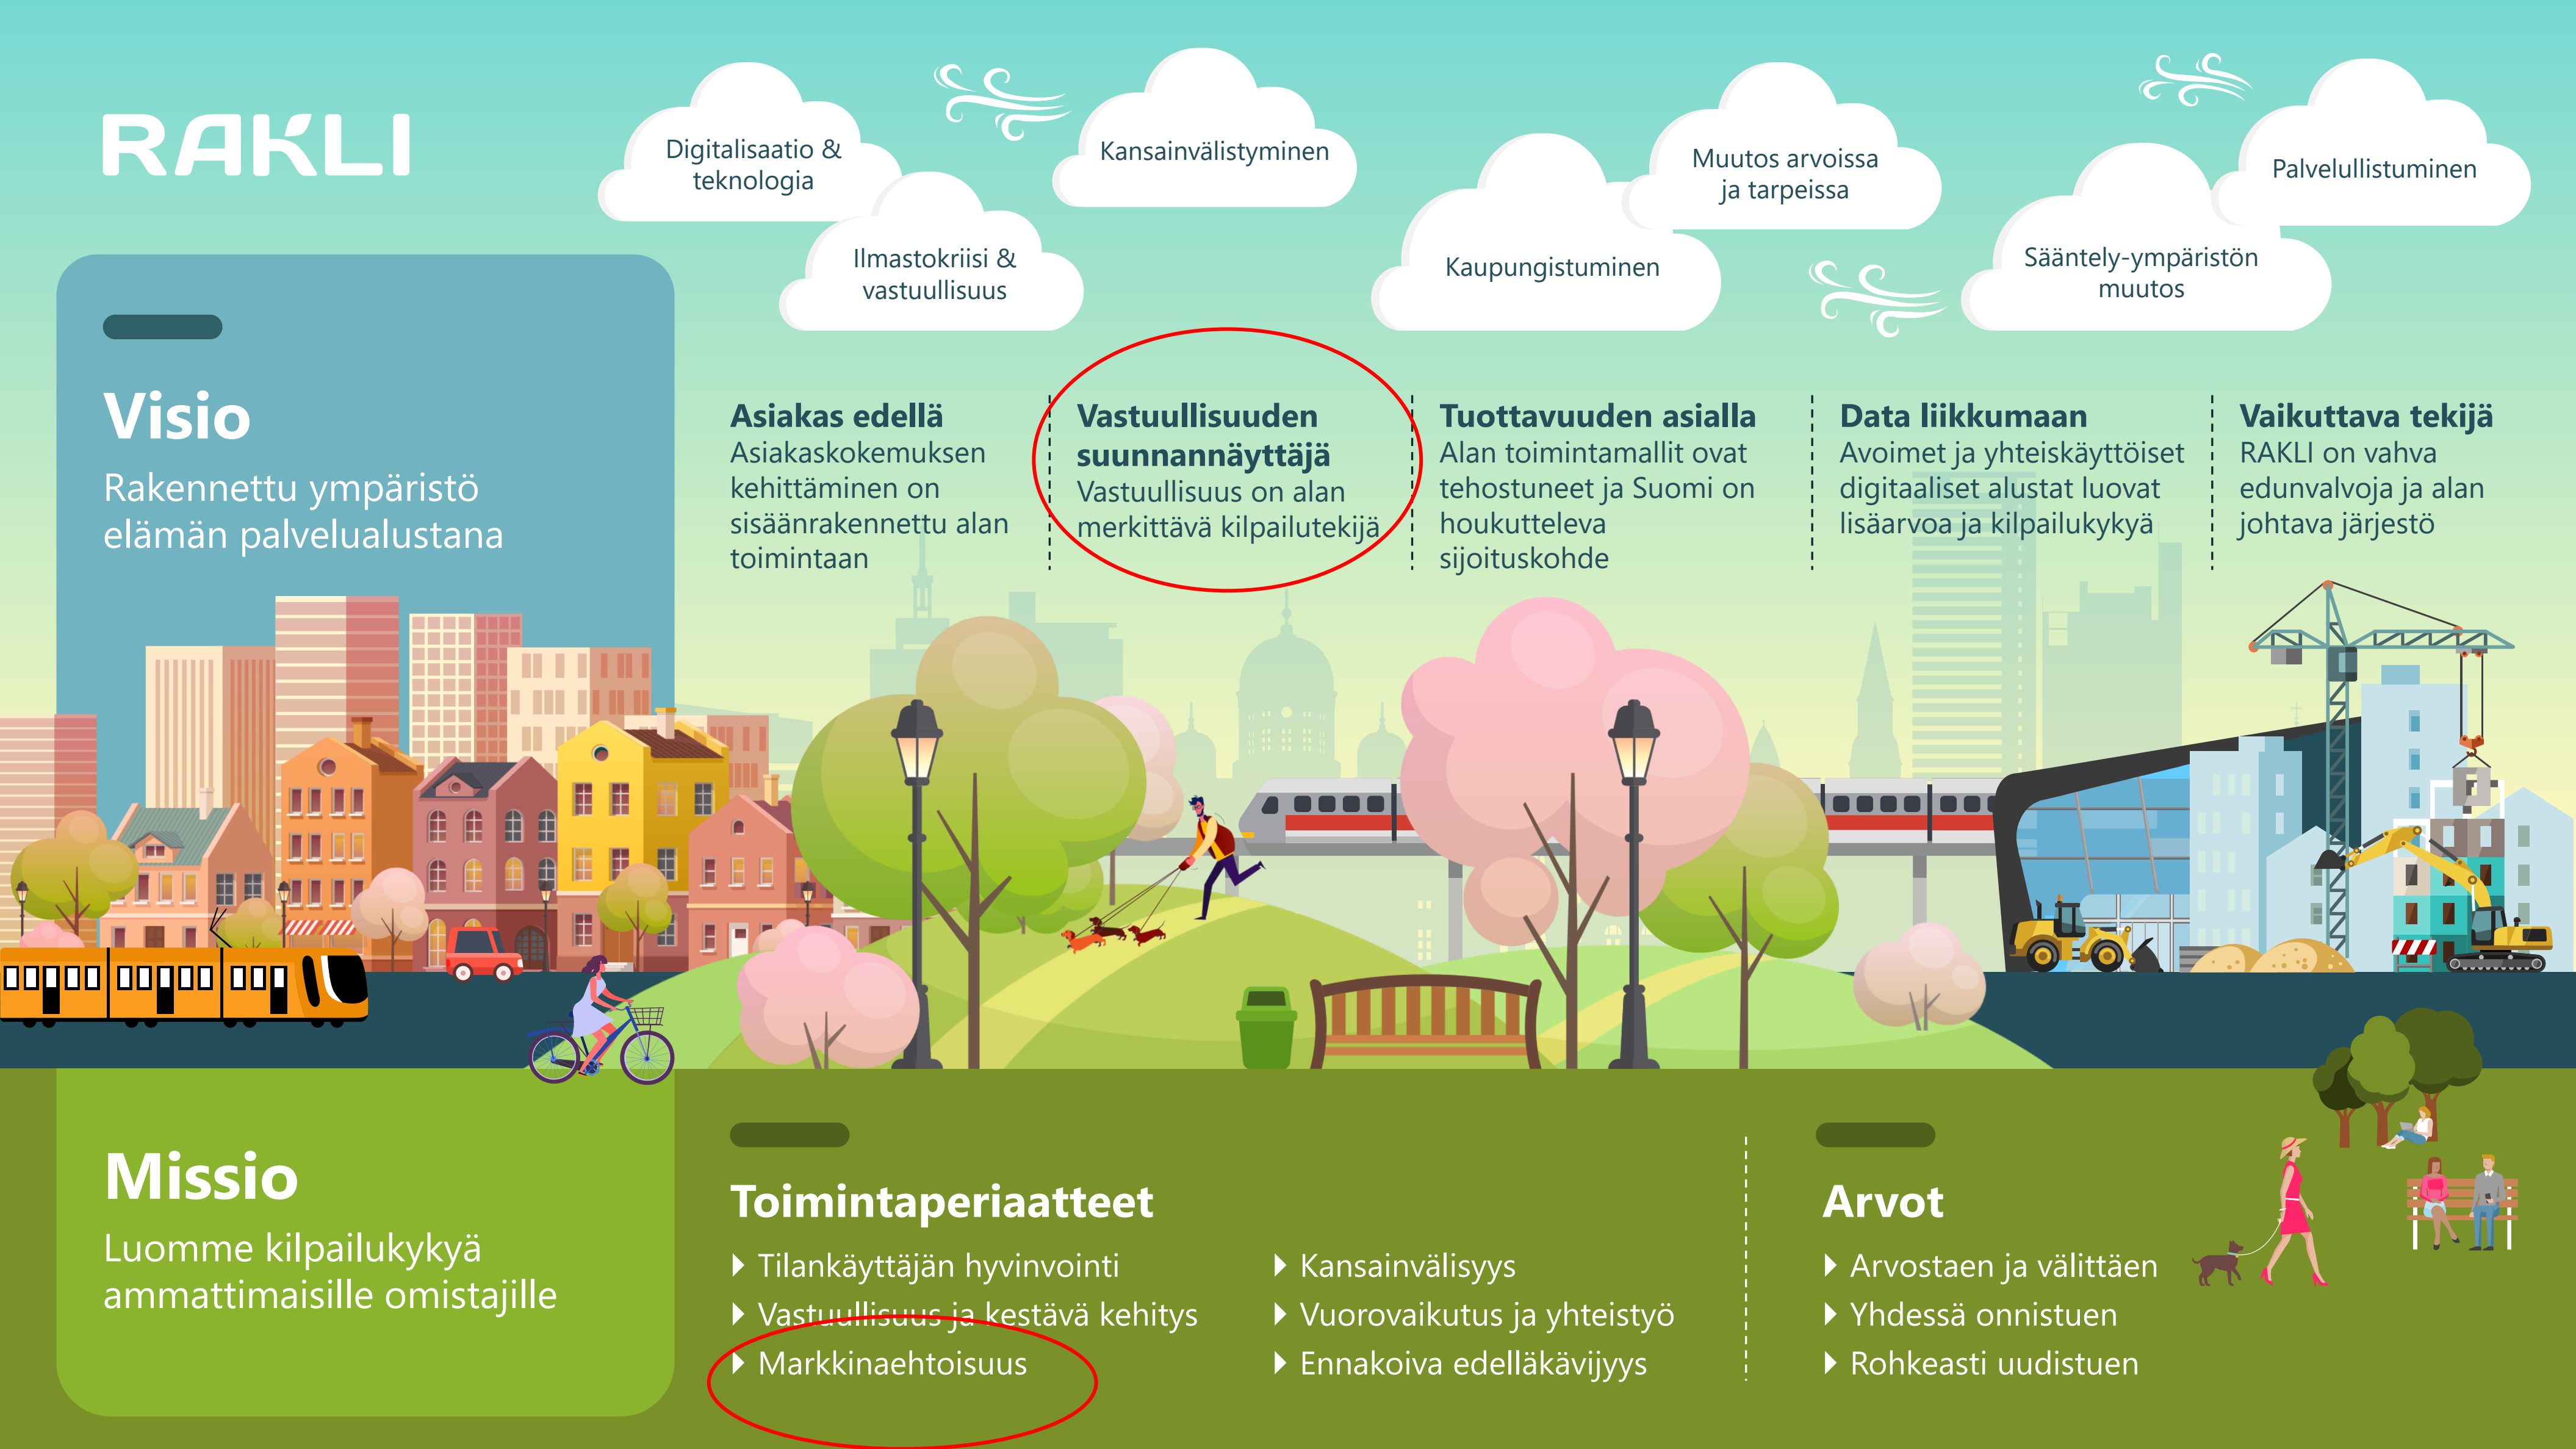 RAKLI
Digitalisaatio &
teknologia
Ilmastokriisi &
vastuullisuus
Kansainvälistyminen
Kaupungistuminen
Muutos arvoissa
ja tarpeissa
Sääntely-ympäristön
muutos
Palvelullistuminen
Visio
Rakennettu ympäristö
elämän palvelualustana
Asiakas edellä
Asiakaskokemuksen
kehittäminen on
sisäänrakennettu alan
toimintaan
Vastuullisuuden
suunnannäyttäjä
Vastuullisuus on alan
merkittävä kilpailutekijä
Tuottavuuden asialla
Alan toimintamallit ovat
tehostuneet ja Suomi on
houkutteleva
sijoituskohde
Data liikkumaan
Avoimet ja yhteiskäyttöiset
digitaaliset alustat luovat
lisäarvoa ja kilpailukykyä
Vaikuttava tekijä
RAKLI on vahva
edunvalvoja ja alan
johtava järjestö
Missio
Luomme kilpailukykyä
ammattimaisille omistajille
Toimintaperiaatteet
Tilankäyttäjän hyvinvointi
Vastuullisuus ja kestävä kehitys
Markkinaehtoisuus
Kansainvälisyys
Vuorovaikutus ja yhteistyö
Ennakoiva edelläkävijyys
Arvot
Arvostaen ja välittäen
Yhdessä onnistuen
Rohkeasti uudistuen